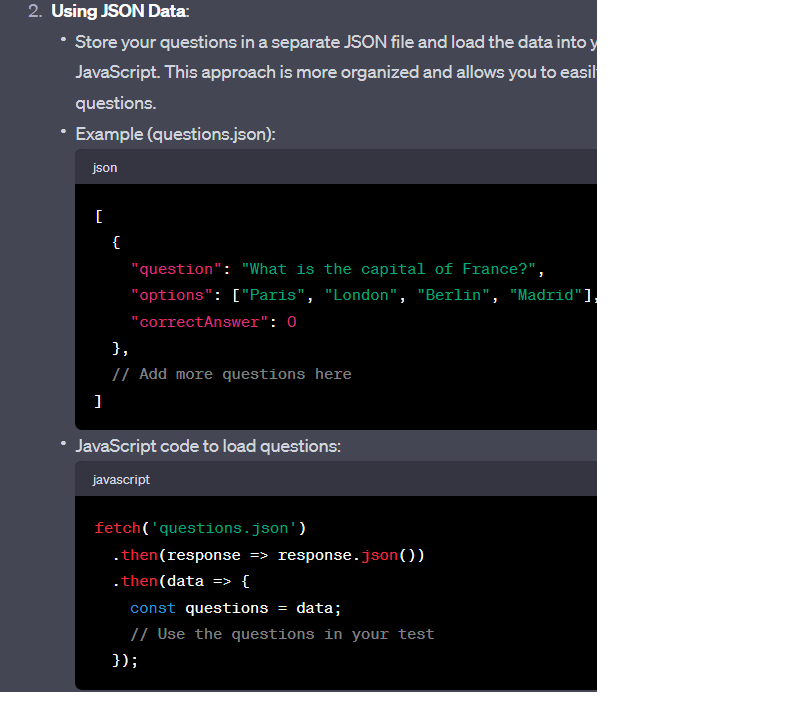 2. Using JSON Data:
• Store your questions in a separate JSON file and load the data into
JavaScript. This approach is more organized and allows you to
questions.
• Example (questions.json):
json
[
{
"question": "What is the capital of France?",
"options": ["Paris", "London", "Berlin", "Madrid"],
"correctAnswer": 0
},
// Add more questions here
]
• JavaScript code to load questions:
javascript
fetch('questions.json')
.then(response => response.json())
.then(data => {
const questions = data;
// Use the questions in your test
});